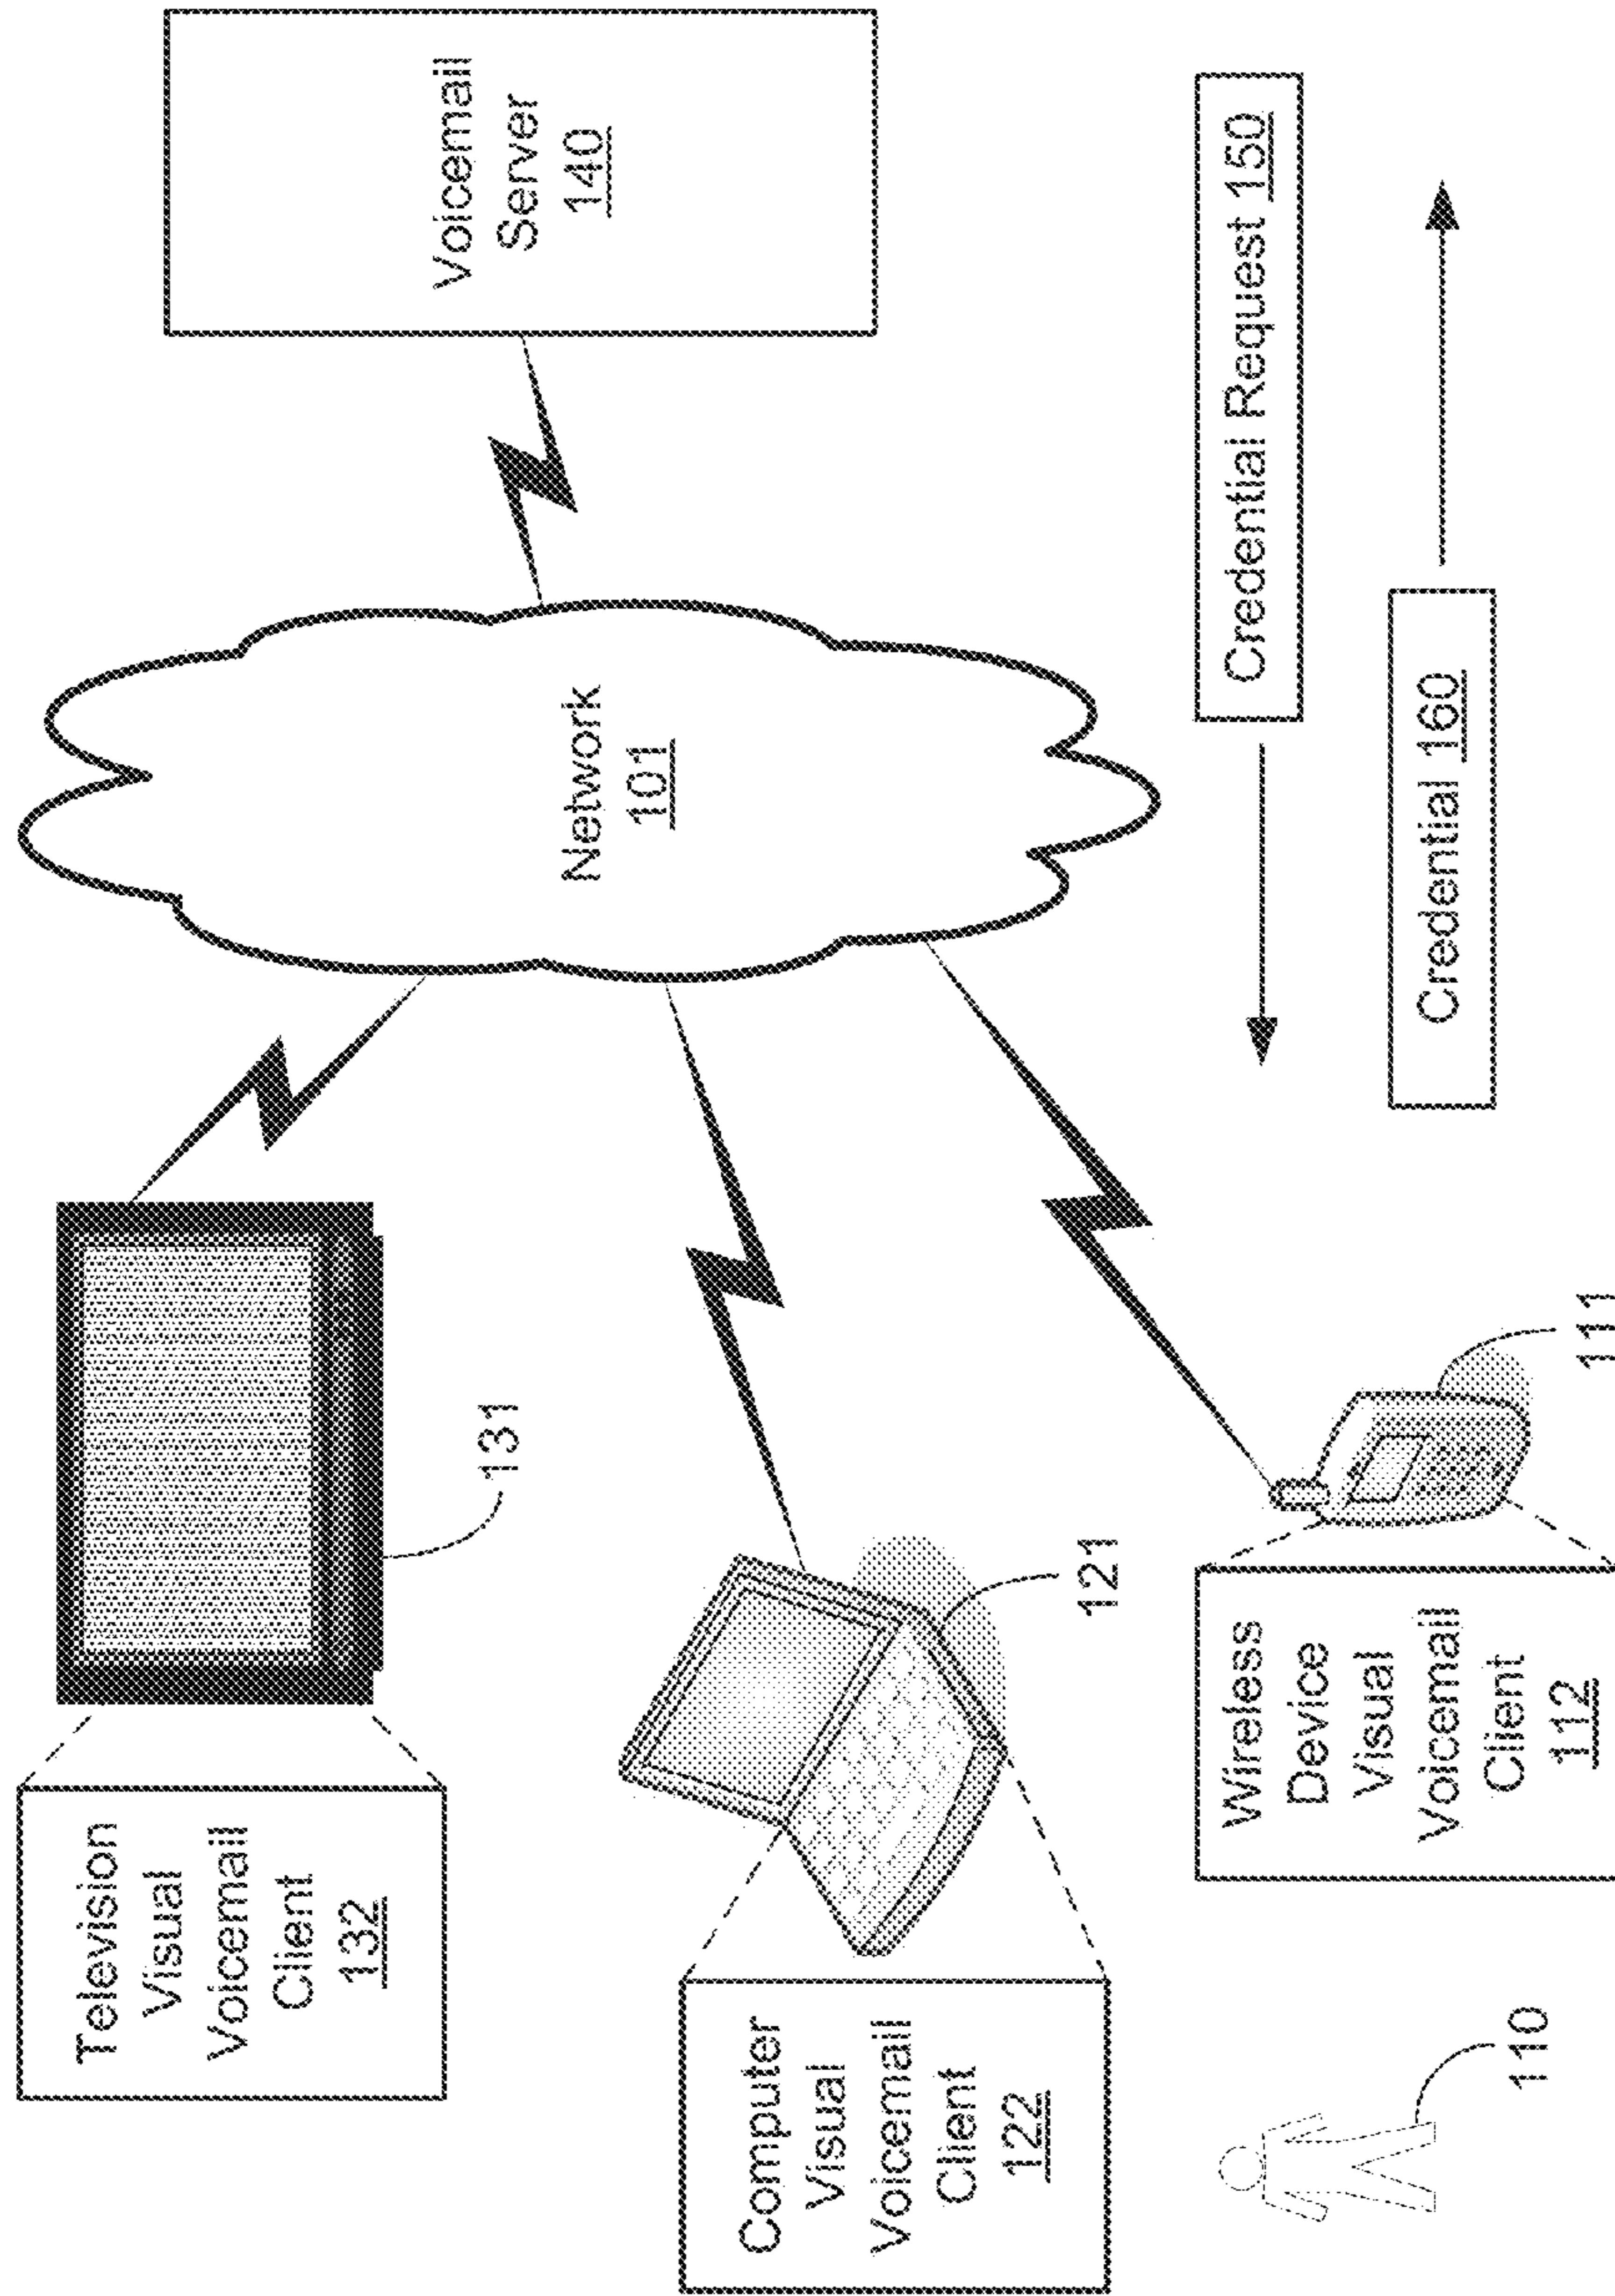 Television
Visual
Voicemail
Client
132
131
Computer
Visual
Voicemail
Client
122
121
Wireless
Device
Visual
Voicemail
Client
112
111
110
Network
101
Voicemail
Server
140
Credential Request 150
Credential 160